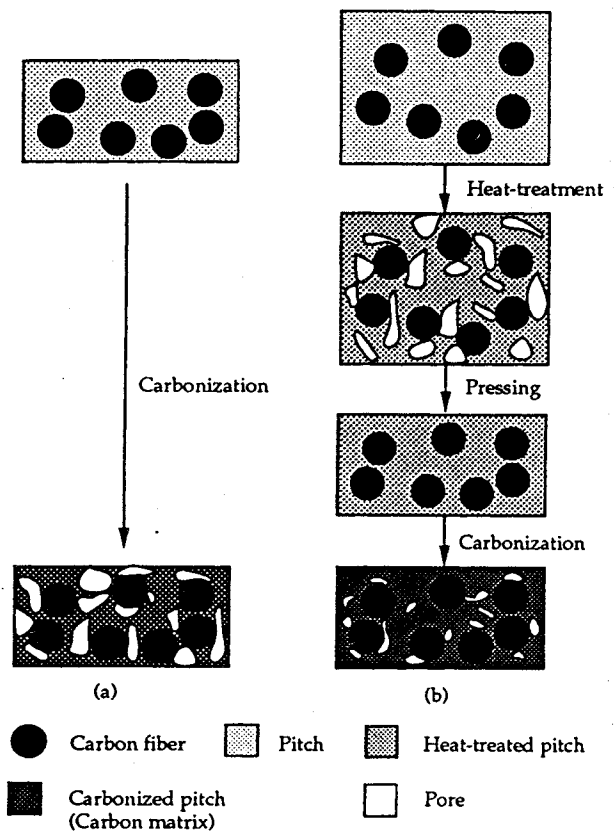 Heat-treatment
Carbonization
Pressing
Carbonization
(a)
(b)
Carbon fiber
Pitch
Heat-treated pitch
Carbonized pitch
(Carbon matrix)
Pore